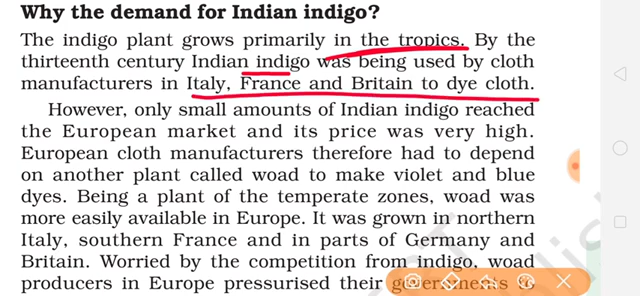 Why the demand for Indian indigo?
The indigo plant grows primarily in the tropics. By the
thirteenth century Indian indigo was being used by cloth
manufacturers in Italy, France and Britain to dye cloth.
However, only small amounts of Indian indigo reached
the European market and its price was very high.
European cloth manufacturers therefore had to depend
on another plant called woad to make violet and blue
dyes. Being a plant of the temperate zones, woad was
more easily available in Europe. It was grown in northern
Italy, southern France and in parts of Germany and
Britain. Worried by the competition from indigo, woad
producers in Europe pressurised their